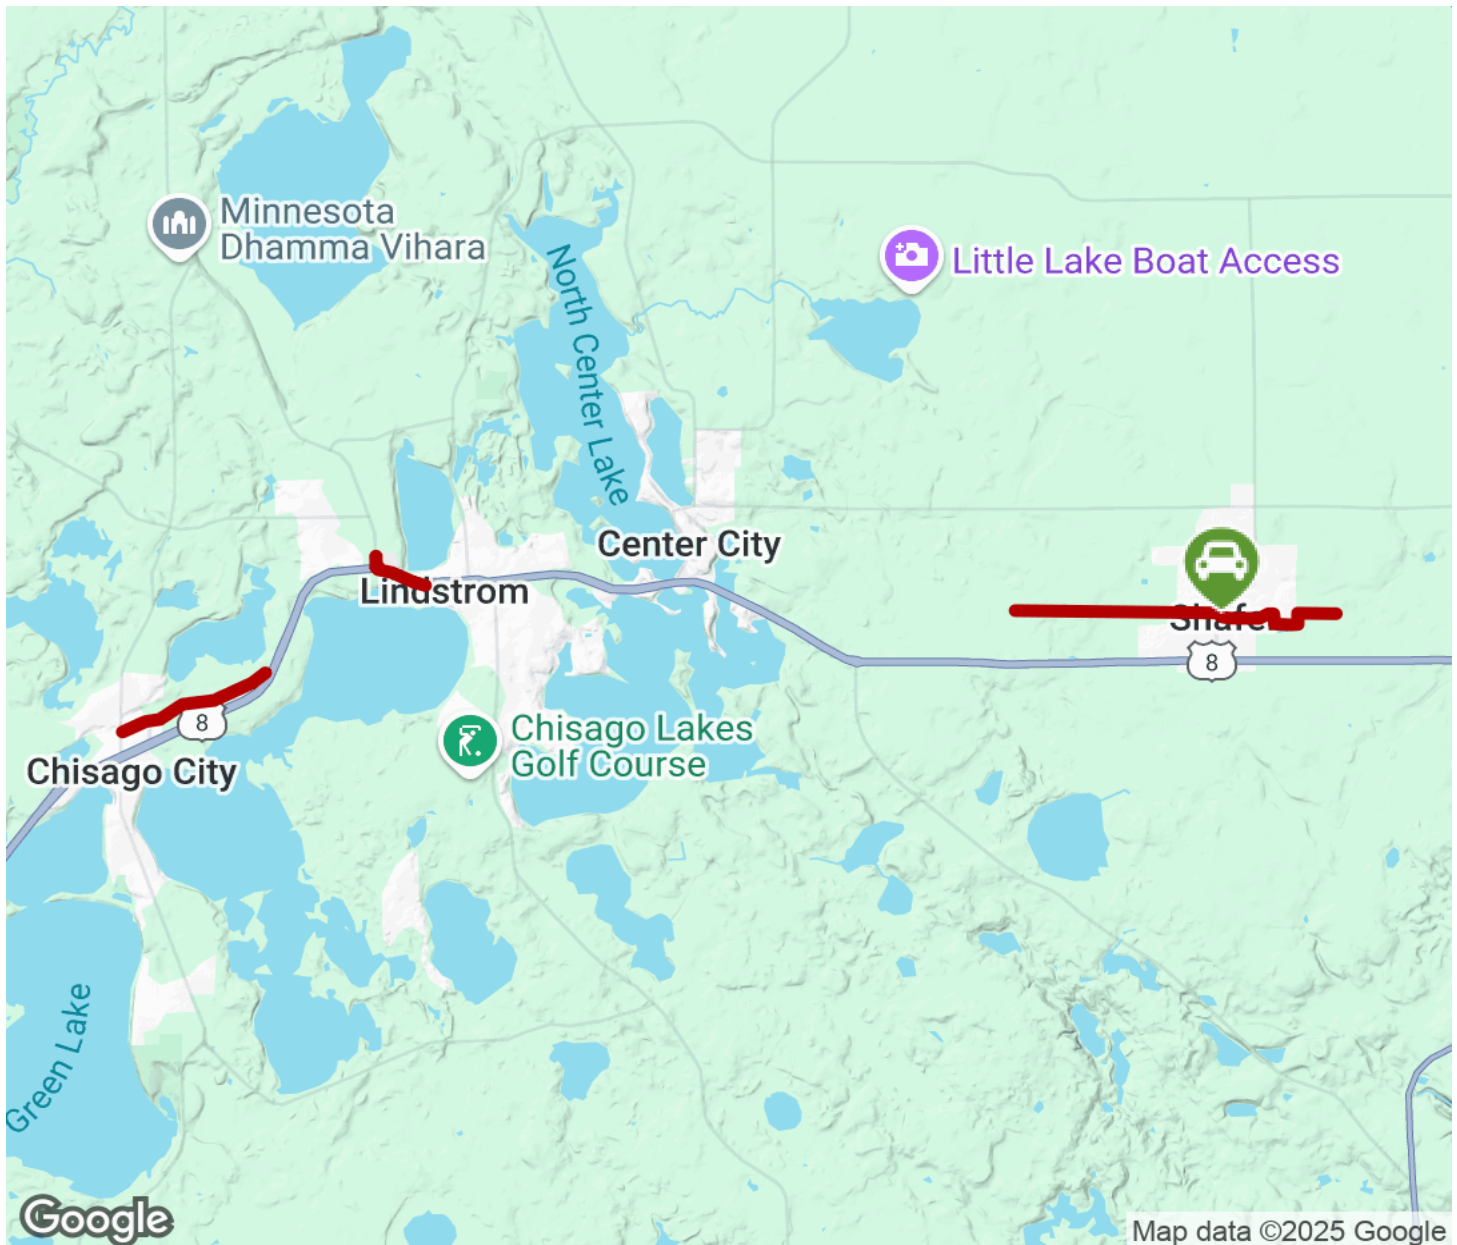 Minnesota
Dhamma Vihara
Little Lake Boat Access
North Center Lake
Center City
Lindstrom
Shafer
8
8
Chisago Lakes
Golf Course
Chisago City
Green Lake
Google
Map data ©2025 Google